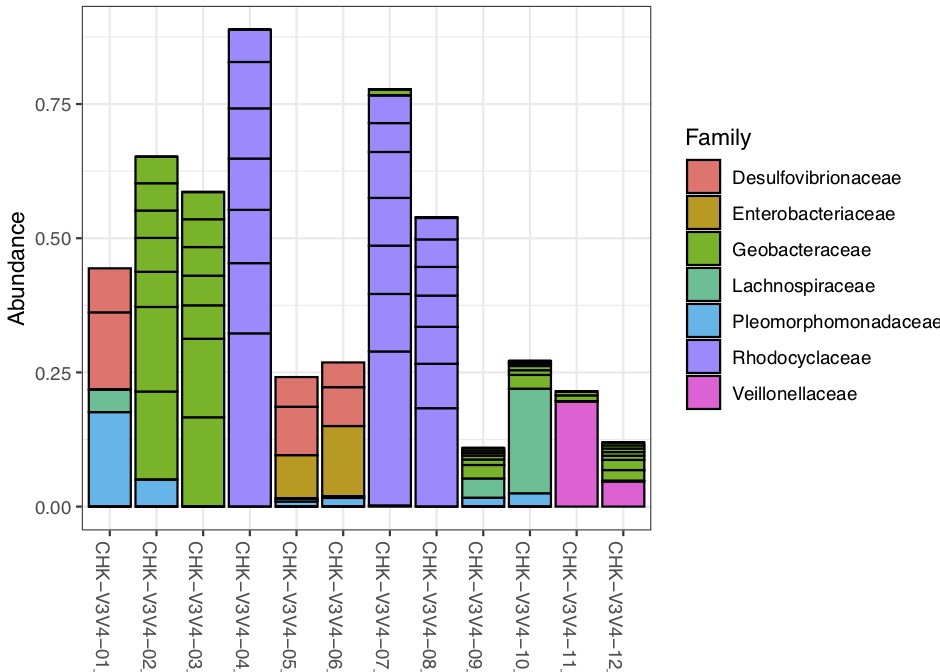 Abundance
0.75
0.50
0.25
0.00
CHK−V3V4−01_
CHK−V3V4−02_
CHK−V3V4−03_
CHK−V3V4−04_
CHK−V3V4−05_
CHK−V3V4−06_
CHK−V3V4−07_
CHK−V3V4−08_
CHK−V3V4−09_
CHK−V3V4−10_
CHK−V3V4−11_
CHK−V3V4−12_
Family
Desulfovibrionaceae
Enterobacteriaceae
Geobacteraceae
Lachnospiraceae
Pleomorphomonadaceae
Rhodocyclaceae
Veillonellaceae